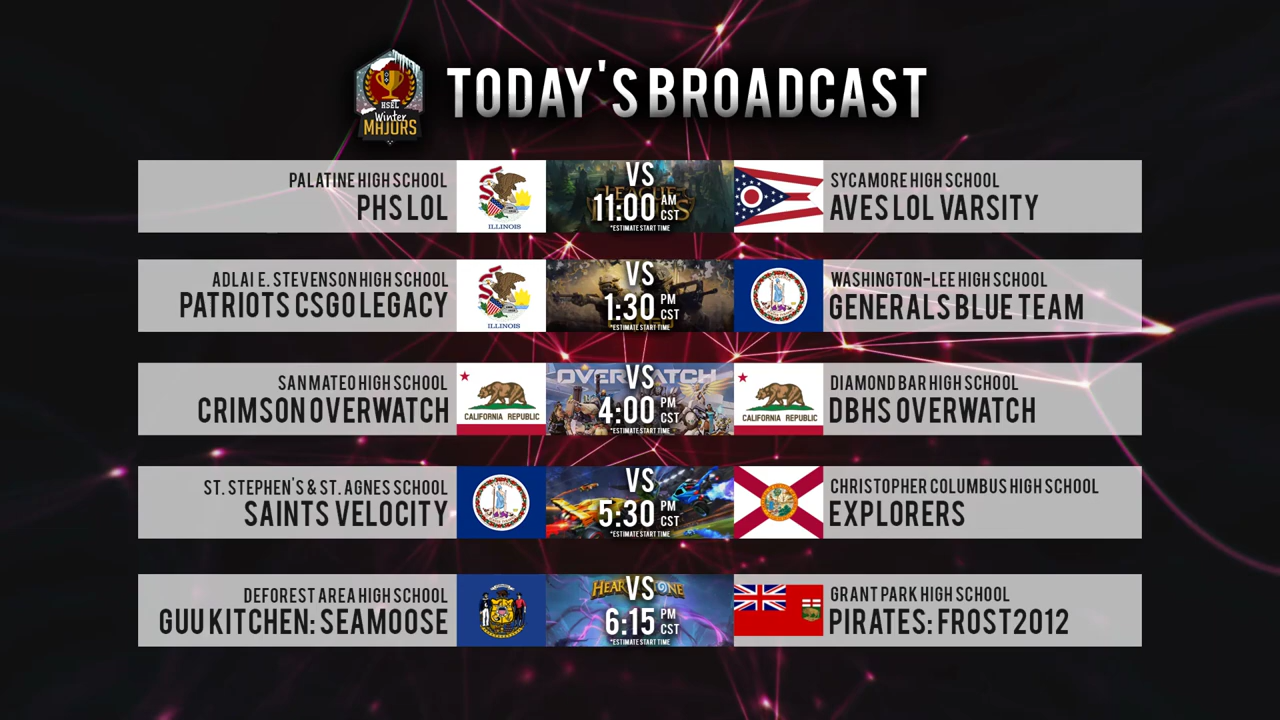 HSEL
Winter
MAJORS
TODAY'S BROADCAST
PALATINE HIGH SCHOOL
PHS LOL
ILLINOIS
VS
LEAGUE
11:00 AM CST
*ESTIMATE START TIME
SYCAMORE HIGH SCHOOL
AVES LOL VARSITY
ADLAI E. STEVENSON HIGH SCHOOL
PATRIOTS CSGO LEGACY
ILLINOIS
VS
1:30 PM CST
*ESTIMATE START TIME
WASHINGTON-LEE HIGH SCHOOL
GENERALS BLUE TEAM
SAN MATEO HIGH SCHOOL
CRIMSON OVERWATCH
CALIFORNIA REPUBLIC
OVERWATCH
VS
4:00 PM CST
*ESTIMATE START TIME
CALIFORNIA REPUBLIC
DIAMOND BAR HIGH SCHOOL
DBHS OVERWATCH
ST. STEPHEN'S & ST. AGNES SCHOOL
SAINTS VELOCITY
VS
5:30 PM CST
*ESTIMATE START TIME
CHRISTOPHER COLUMBUS HIGH SCHOOL
EXPLORERS
DEFOREST AREA HIGH SCHOOL
GUU KITCHEN: SEAMOOSE
VS
6:15 PM CST
*ESTIMATE START TIME
GRANT PARK HIGH SCHOOL
PIRATES: FROST2012